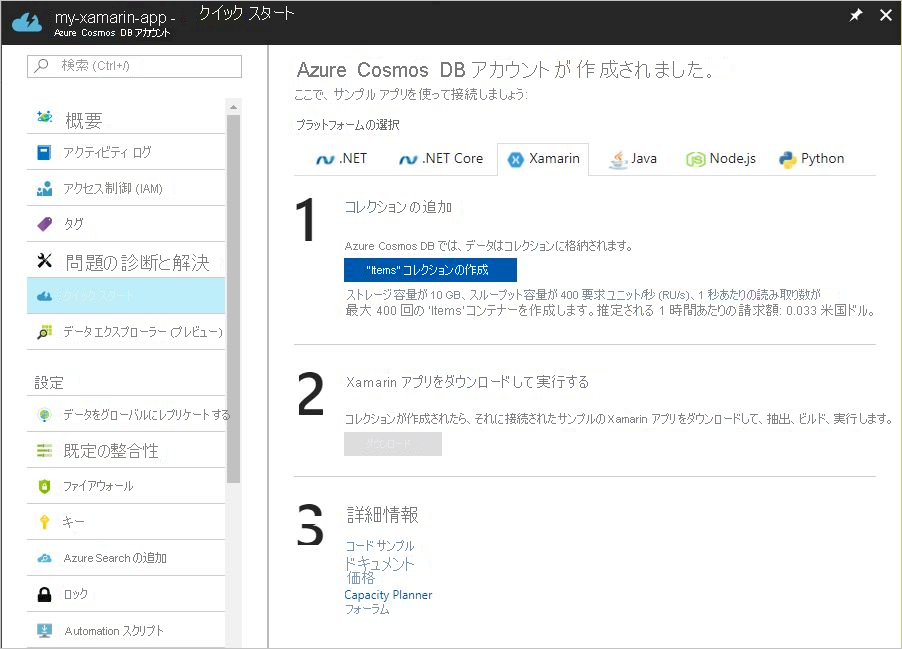 my-xamarin-app -
クイック スタート
Azure Cosmos DB アカウント
検索 (Ctrl+/)
概要
アクティビティ ログ
アクセス制御 (IAM)
タグ
問題の診断と解決
クイック スタート
データ エクスプローラー (プレビュー)
設定
データをグローバルにレプリケートする
既定の整合性
ファイアウォール
キー
Azure Search の追加
ロック
Automation スクリプト
Azure Cosmos DB アカウントが作成されました。
ここで、サンプル アプリを使って接続しましょう:
プラットフォームの選択
.NET .NET Core Xamarin Java Node.js Python
1 コレクションの追加
Azure Cosmos DB では、データはコレクションに格納されます。
"Items" コレクションの作成
ストレージ容量が 10 GB、スループット容量が 400 要求ユニット/秒 (RU/s)、1 秒あたりの読み取り数が
最大 400 回の 'Items' コンテナーを作成します。推定される 1 時間あたりの請求額: 0.033 米国ドル。
2 Xamarin アプリをダウンロードして実行する
コレクションが作成されたら、それに接続されたサンプルの Xamarin アプリをダウンロードして、抽出、ビルド、実行します。
ダウンロード
3 詳細情報
コード サンプル
ドキュメント
価格
Capacity Planner
フォーラム